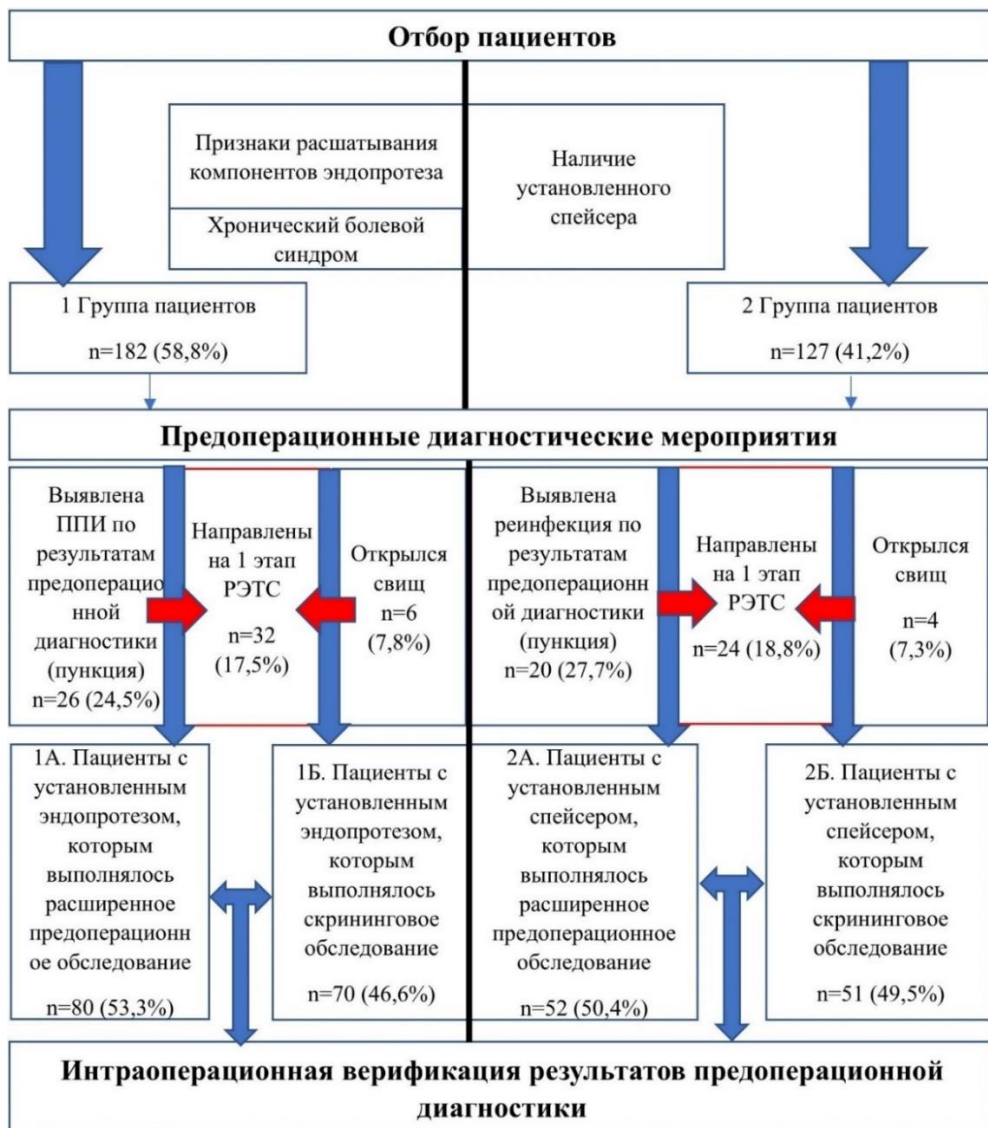 Отбор пациентов
Признаки расшатывания
компонентов эндопротеза
Хронический болевой
синдром
Наличие
установленного
спейсера
1 Группа пациентов
n=182 (58,8%)
2 Группа пациентов
n=127 (41,2%)
Предоперационные диагностические мероприятия
Выявлена
ППИ по
результатам
предоперацио
нной
диагностики
(пункция)
n=26 (24,5%)
Направлены
на 1 этап
РЭТС
n=32
(17,5%)
Открылся
свищ
n=6
(7,8%)
Выявлена
реинфекция по
результатам
предоперационн
ой диагностики
(пункция)
n=20 (27,7%)
Направлены
на 1 этап
РЭТС
n=24 (18,8%)
Открылся
свищ
n=4
(7,3%)
1А. Пациенты с
установленным
эндопротезом,
которым
выполнялось
расширенное
предоперационн
ое обследование
n=80 (53,3%)
1Б. Пациенты с
установленным
эндопротезом,
которым
выполнялось
скрининговое
обследование
n=70 (46,6%)
2А. Пациенты с
установленным
спейсером,
которым
выполнялось
расширенное
предоперационное
обследование
n=52 (50,4%)
2Б. Пациенты с
установленным
спейсером,
которым
выполнялось
скрининговое
обследование
n=51 (49,5%)
Интраоперационная верификация результатов предоперационной
диагностики